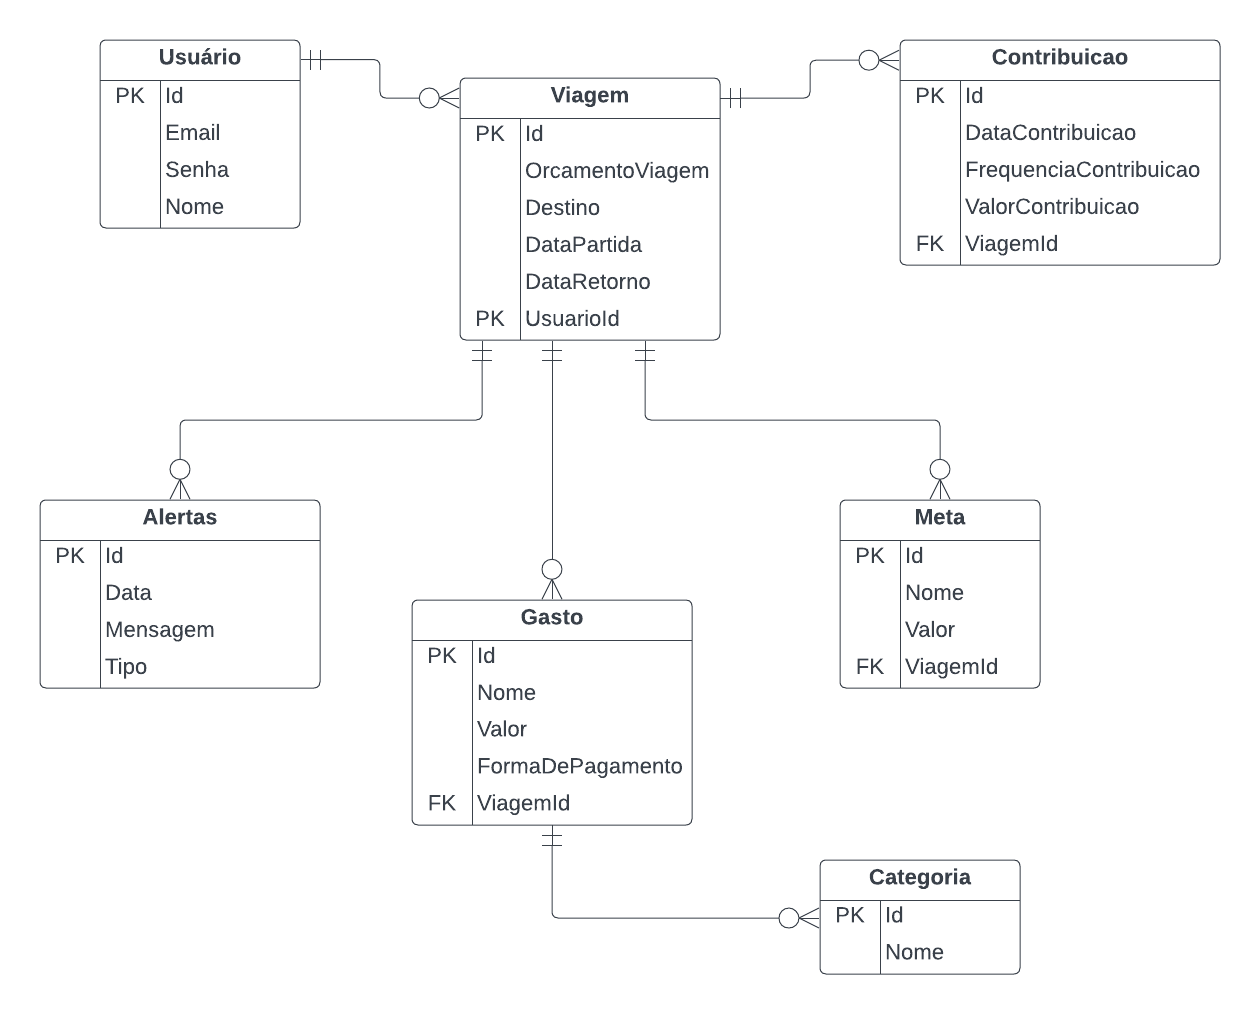 Usuário
PK Id
Email
Senha
Nome
Viagem
PK Id
OrcamentoViagem
Destino
DataPartida
DataRetorno
PK UsuarioId
Contribuicao
PK Id
DataContribuicao
FrequenciaContribuicao
ValorContribuicao
FK ViagemId
Alertas
PK Id
Data
Mensagem
Tipo
Gasto
PK Id
Nome
Valor
FormaDePagamento
FK ViagemId
Meta
PK Id
Nome
Valor
FK ViagemId
Categoria
PK Id
Nome